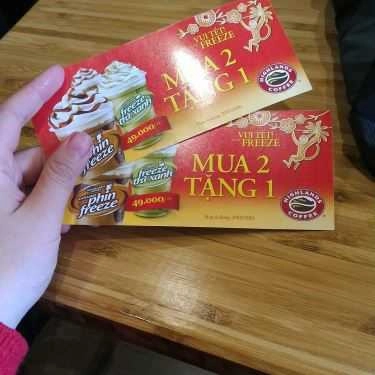 VUI TẾT
FREEZE
MUA 2
TẶNG 1
HIGHLANDS
COFFEE
phin
freeze
freeze
trà xanh
49.000
VUI TẾT
FREEZE
MUA 2
TẶNG 1
HIGHLANDS
COFFEE
phin
freeze
freeze
trà xanh
49.000